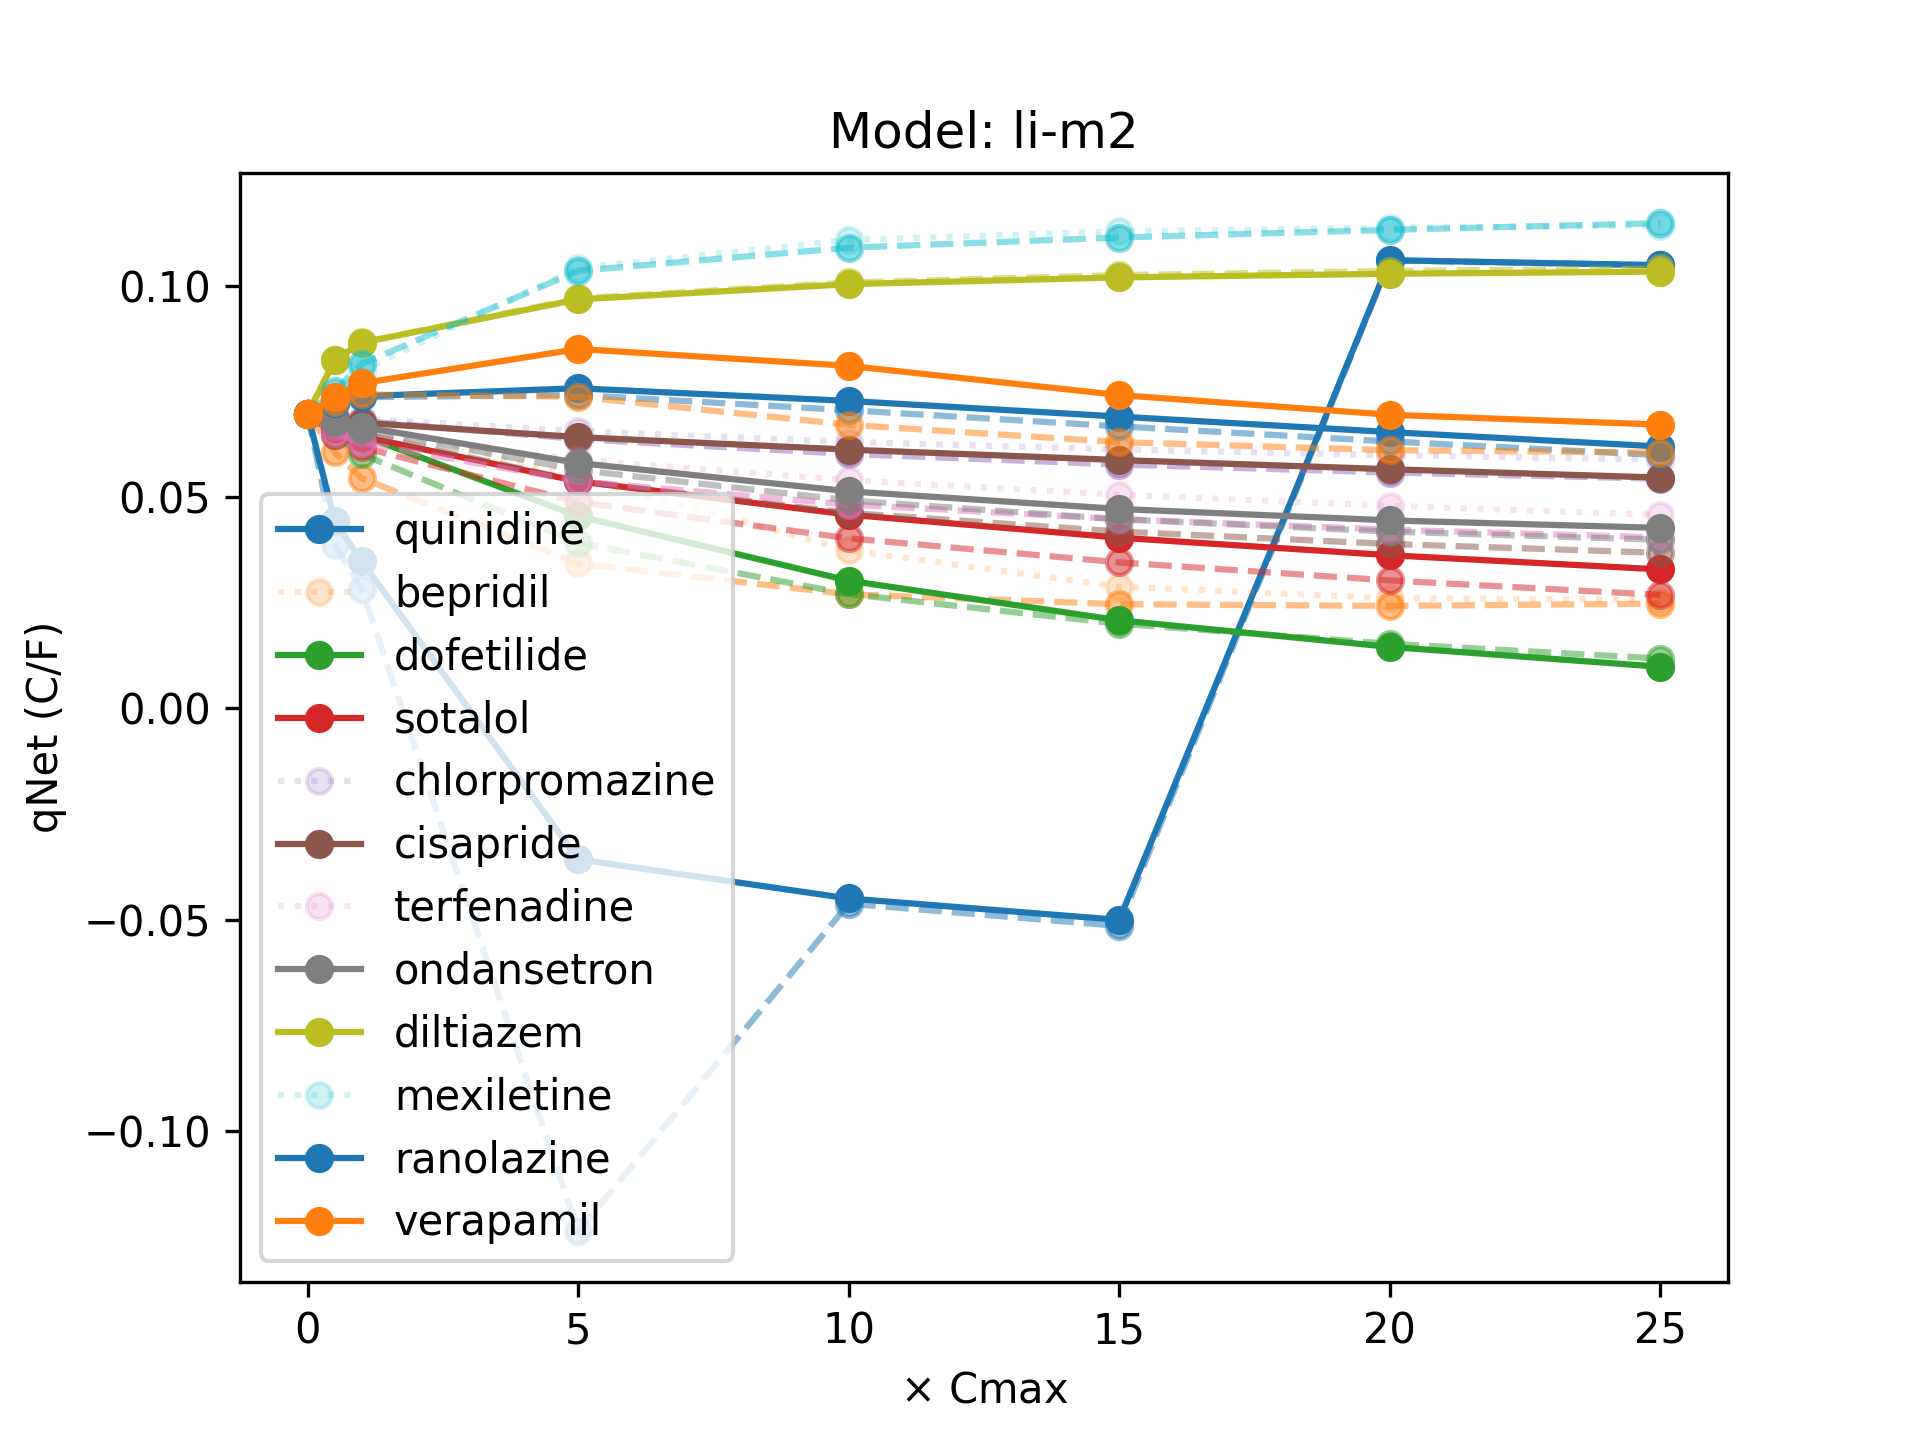 Model: li-m2
qNet (C/F)
0.10
0.05
0.00
−0.05
−0.10
quinidine
bepridil
dofetilide
sotalol
chlorpromazine
cisapride
terfenadine
ondansetron
diltiazem
mexiletine
ranolazine
verapamil
0 5 10 15 20 25
× Cmax